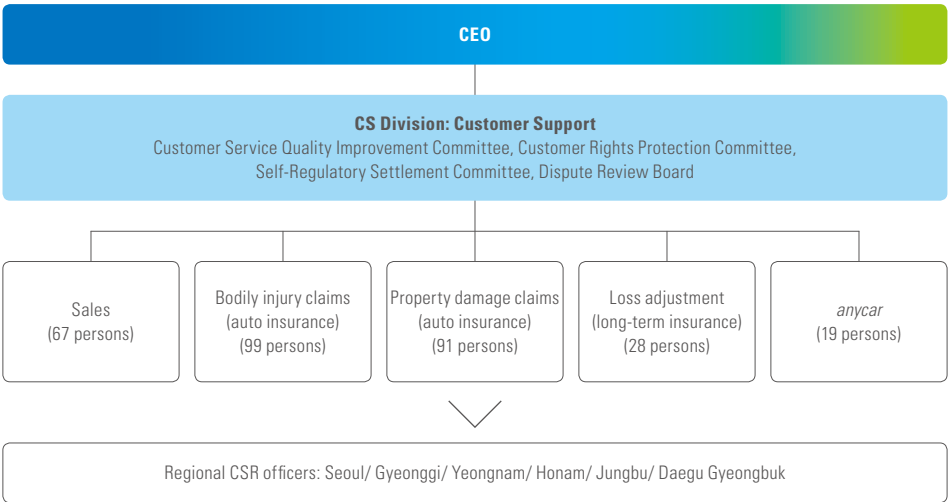 CEO
CS Division: Customer Support
Customer Service Quality Improvement Committee, Customer Rights Protection Committee,
Self-Regulatory Settlement Committee, Dispute Review Board
Sales
(67 persons)
Bodily injury claims
(auto insurance)
(99 persons)
Property damage claims
(auto insurance)
(91 persons)
Loss adjustment
(long-term insurance)
(28 persons)
anycar
(19 persons)
Regional CSR officers: Seoul/ Gyeonggi/ Yeongnam/ Honam/ Jungbu/ Daegu Gyeongbuk